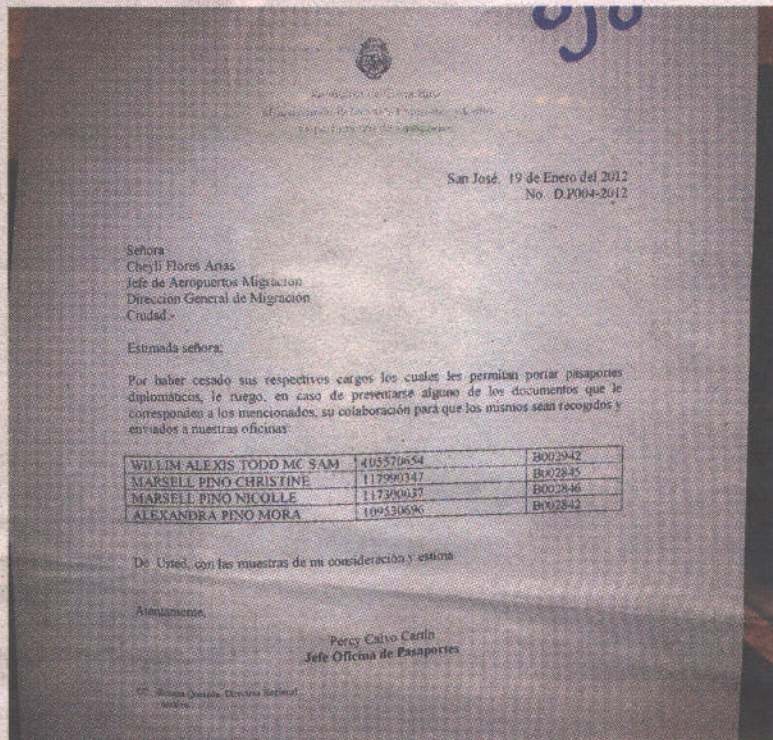 ojo
San José, 19 de Enero del 2012
No. D.P004-2012
Señora
Cheyli Flores Arias
Jefe de Aeropuertos Migración
Dirección General de Migración
Ciudad.-
Estimada señora:
Por haber cesado sus respectivos cargos los cuales les permitan portar pasaportes
diplomáticos, le ruego, en caso de presentarse alguno de los documentos que le
corresponden a los mencionados, su colaboración para que los mismos sean recogidos y
enviados a nuestras oficinas:
WILLIM ALEXIS TODD MC SAM 105570654 B002942
MARSELL PINO CHRISTINE 117990347 B002845
MARSELL PINO NICOLLE 117390037 B002846
ALEXANDRA PINO MORA 109530696 B002842
De Usted, con las muestras de mi consideración y estima
Atentamente,
Percy Calvo Cartín
Jefe Oficina de Pasaportes